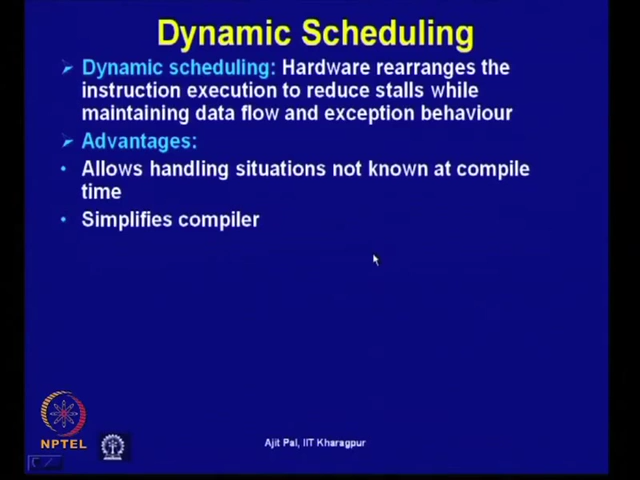 Dynamic Scheduling
➢ Dynamic scheduling: Hardware rearranges the
instruction execution to reduce stalls while
maintaining data flow and exception behaviour
➢ Advantages:
• Allows handling situations not known at compile
time
• Simplifies compiler
NPTEL
Ajit Pal, IIT Kharagpur